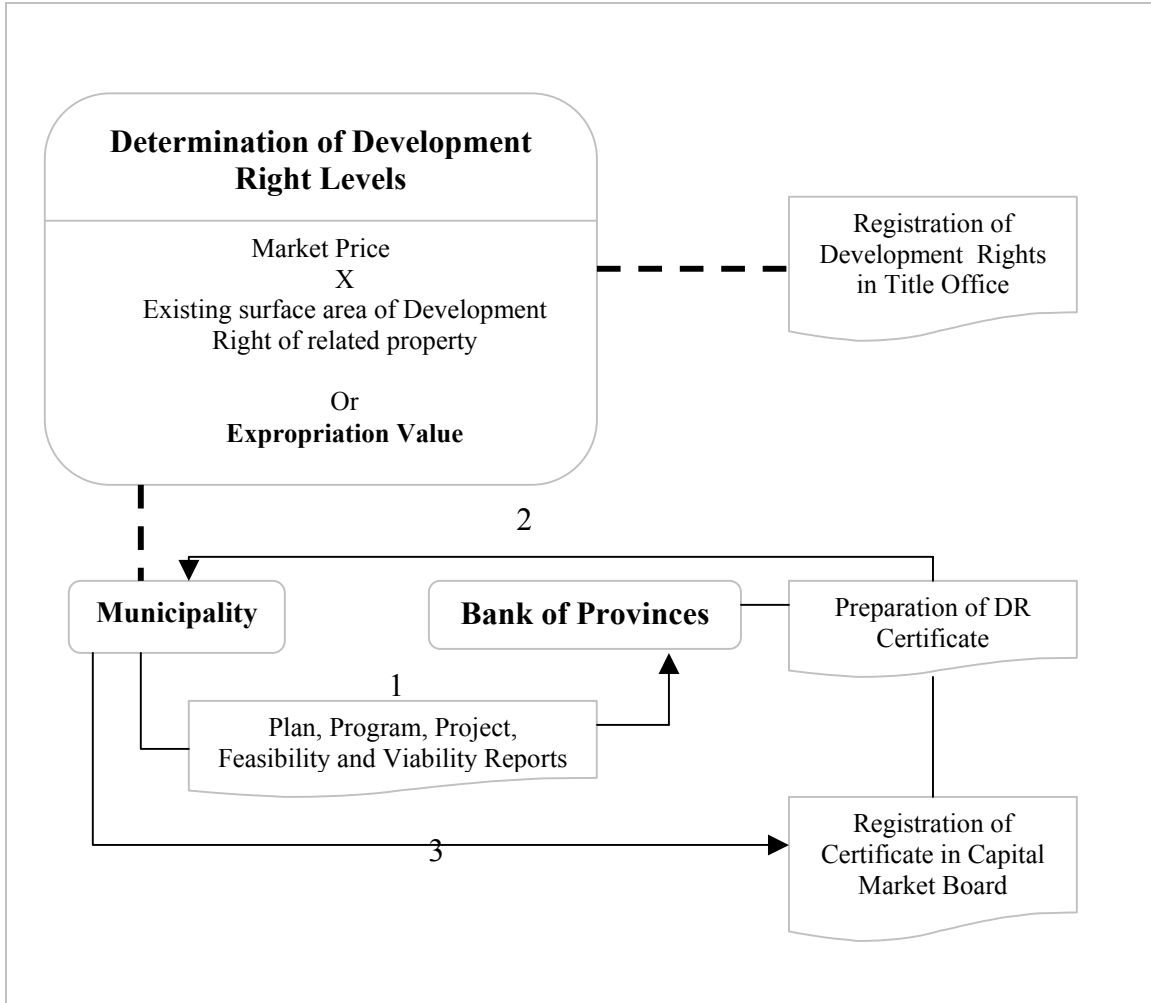 Determination of Development
Right Levels
Market Price
X
Existing surface area of Development
Right of related property
Or
Expropriation Value
Registration of
Development Rights
in Title Office
2
Municipality
Bank of Provinces
Preparation of DR
Certificate
1
Plan, Program, Project,
Feasibility and Viability Reports
3
Registration of
Certificate in Capital
Market Board